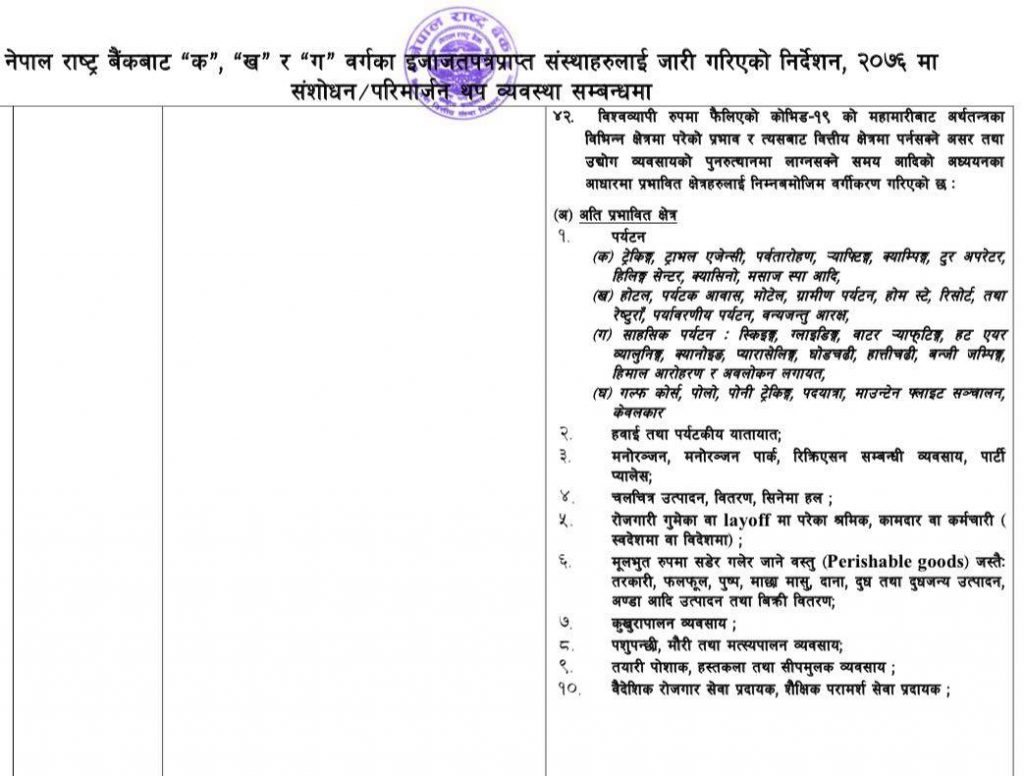 नेपाल राष्ट्र बैंक
नेपाल राष्ट्र बैंकबाट “क”, “ख” र “ग” वर्गका इजाजतपत्रप्राप्त संस्थाहरुलाई जारी गरिएको निर्देशन, २०७६ मा
संशोधन/परिमार्जन थप व्यवस्था सम्बन्धमा
४२. विश्वव्यापी रुपमा फैलिएको कोभिड-१९ को महामारीबाट अर्थतन्त्रका
विभिन्न क्षेत्रमा परेको प्रभाव र त्यसबाट वित्तीय क्षेत्रमा पर्नसक्ने असर तथा
उद्योग व्यवसायको पुनरुत्थानमा लाग्नसक्ने समय आदिको अध्ययनका
आधारमा प्रभावित क्षेत्रहरुलाई निम्नबमोजिम वर्गीकरण गरिएको छ :
(अ) अति प्रभावित क्षेत्र
१. पर्यटन
(क) ट्रेकिङ्ग, ट्राभल एजेन्सी, पर्वतारोहण, र्‍याफ्टिङ्ग, क्याम्पिङ्ग, टुर अपरेटर,
हिलिङ्ग सेन्टर, क्यासिनो, मसाज स्पा आदि,
(ख) होटल, पर्यटक आवास, मोटेल, ग्रामीण पर्यटन, होम स्टे, रिसोर्ट, तथा
रेष्टुराँ, पर्यावरणीय पर्यटन, वन्यजन्तु आरक्ष,
(ग) साहसिक पर्यटन : स्किइङ्ग, ग्लाइडिङ्ग, वाटर र्‍याफ्टिङ्ग, हट एयर
व्यालुनिङ्ग, क्यानोइङ, प्यारासेलिङ्ग, घोडचढी, हात्तीचढी, बन्जी जम्पिङ्ग,
हिमाल आरोहरण र अवलोकन लगायत,
(घ) गल्फ कोर्स, पोलो, पोनी ट्रेकिङ्ग, पदयात्रा, माउन्टेन फ्लाइट सञ्चालन,
केवलकार
२. हवाई तथा पर्यटकीय यातायात;
३. मनोरञ्जन, मनोरञ्जन पार्क, रिक्रिएसन सम्बन्धी व्यवसाय, पार्टी
प्यालेस;
४. चलचित्र उत्पादन, वितरण, सिनेमा हल ;
५. रोजगारी गुमेका वा layoff मा परेका श्रमिक, कामदार वा कर्मचारी (
स्वदेशमा वा विदेशमा) ;
६. मूलभुत रुपमा सडेर गलेर जाने वस्तु (Perishable goods) जस्तैः
तरकारी, फलफूल, पुष्प, माछा मासु, दाना, दुध तथा दुधजन्य उत्पादन,
अण्डा आदि उत्पादन तथा बिक्री वितरण;
७. कुखुरापालन व्यवसाय ;
८. पशुपन्छी, मौरी तथा मत्स्यपालन व्यवसाय;
९. तयारी पोशाक, हस्तकला तथा सीपमुलक व्यवसाय ;
१०. वैदेशिक रोजगार सेवा प्रदायक, शैक्षिक परामर्श सेवा प्रदायक ;